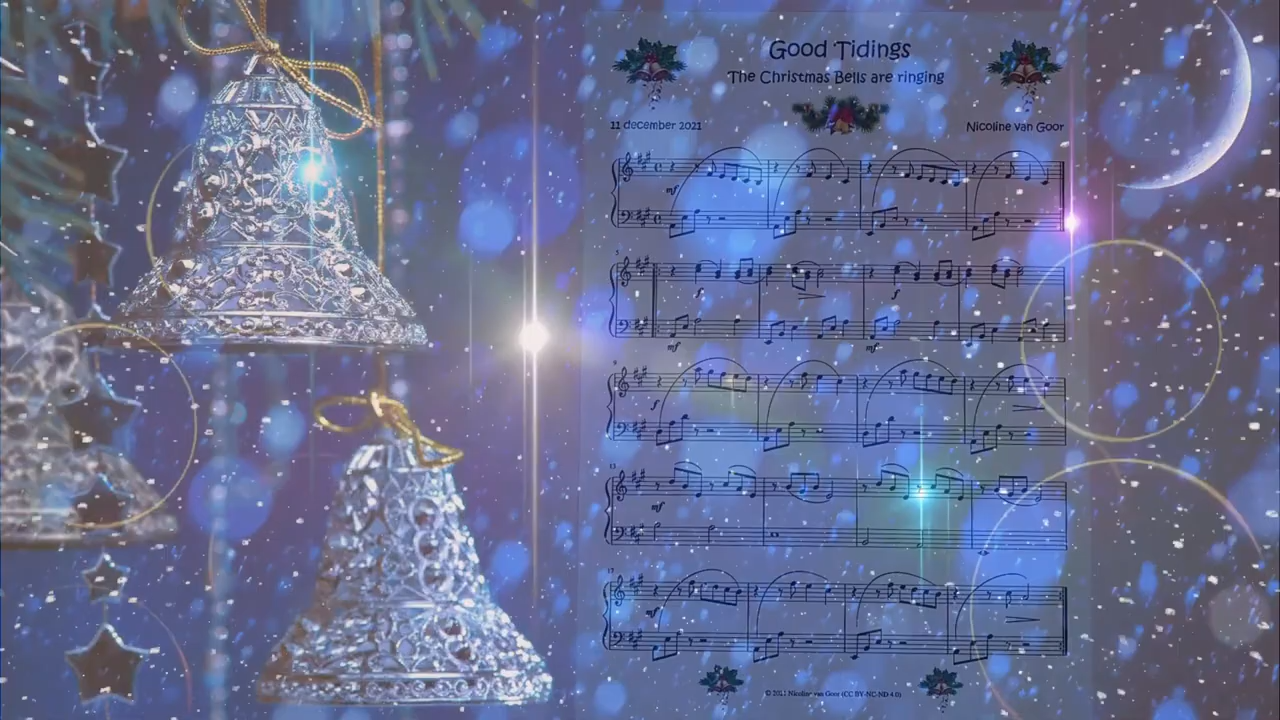 Good Tidings
The Christmas Bells are ringing
11 december 2021
Nicoline van Goor
mf
f
f
mf
mf
f
mf
mf
© 2021 Nicoline van Goor (CC BY-NC-ND 4.0)